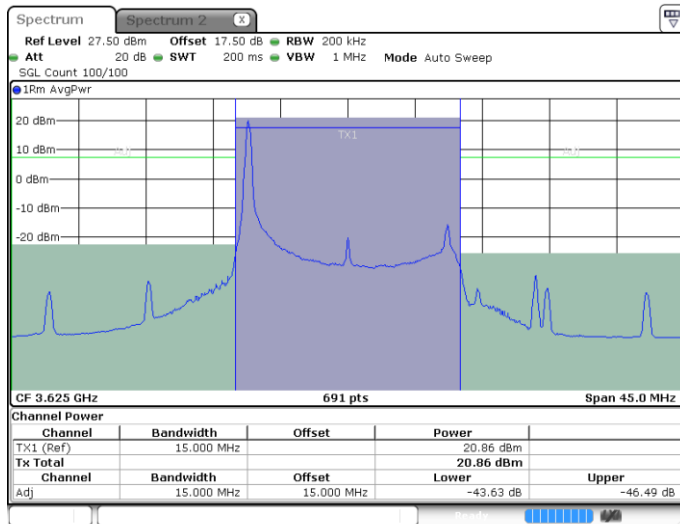 Spectrum Spectrum 2 X
Ref Level 27.50 dBm Offset 17.50 dB RBW 200 kHz
Att 20 dB SWT 200 ms VBW 1 MHz Mode Auto Sweep
SGL Count 100/100
1Rm AvgPwr
20 dBm
TX1
10 dBm
Adj Adj
0 dBm
-10 dBm
-20 dBm
CF 3.625 GHz 691 pts Span 45.0 MHz
Channel Power
Channel Bandwidth Offset Power
TX1 (Ref) 15.000 MHz 20.86 dBm
Tx Total 20.86 dBm
Channel Bandwidth Offset Lower Upper
Adj 15.000 MHz 15.000 MHz -43.63 dB -46.49 dB
Ready